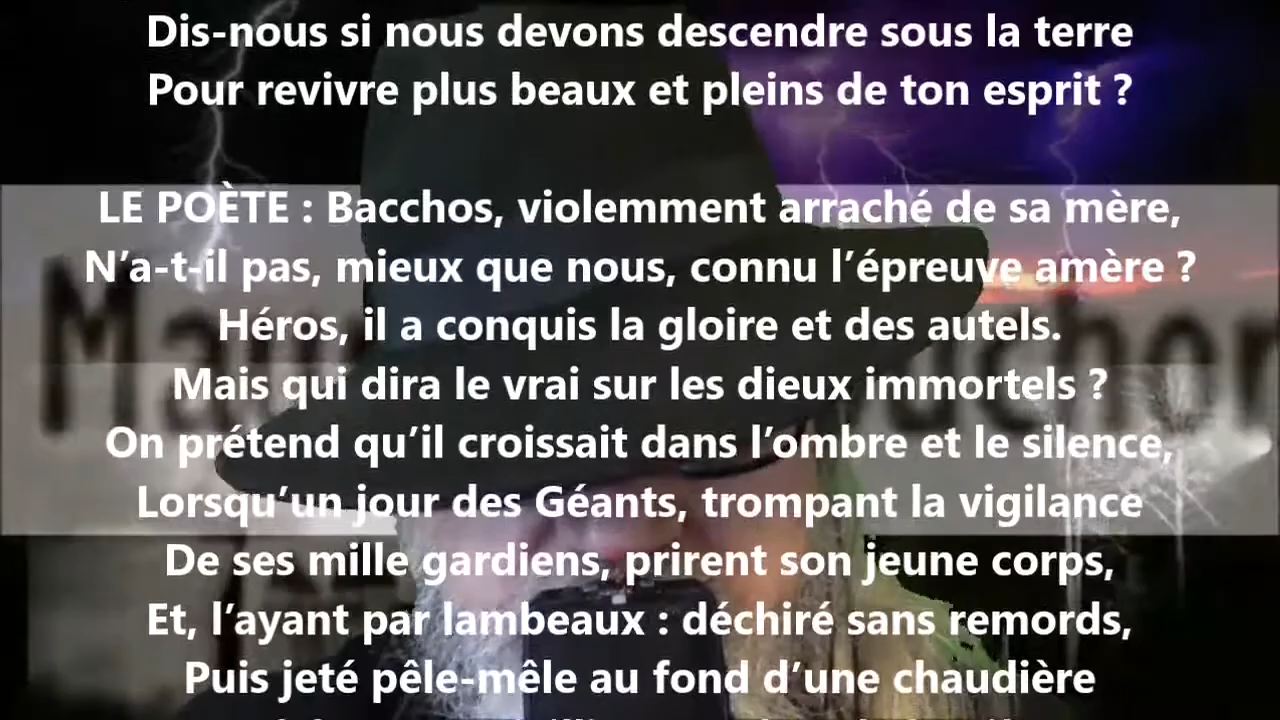 Dis-nous si nous devons descendre sous la terre
Pour revivre plus beaux et pleins de ton esprit ?
LE POÈTE : Bacchos, violemment arraché de sa mère,
N’a-t-il pas, mieux que nous, connu l’épreuve amère ?
Héros, il a conquis la gloire et des autels.
Mais qui dira le vrai sur les dieux immortels ?
On prétend qu’il croissait dans l’ombre et le silence,
Lorsqu’un jour des Géants, trompant la vigilance
De ses mille gardiens, prirent son jeune corps,
Et, l’ayant par lambeaux : déchiré sans remords,
Puis jeté pêle-mêle au fond d’une chaudière